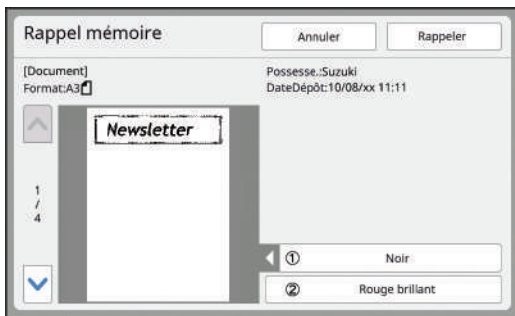 Rappel mémoire
Annuler
Rappeler
[Document]
Format:A3
Possesse.:Suzuki
DateDépôt:10/08/xx 11:11
Newsletter
1
/
4
① Noir
② Rouge brillant